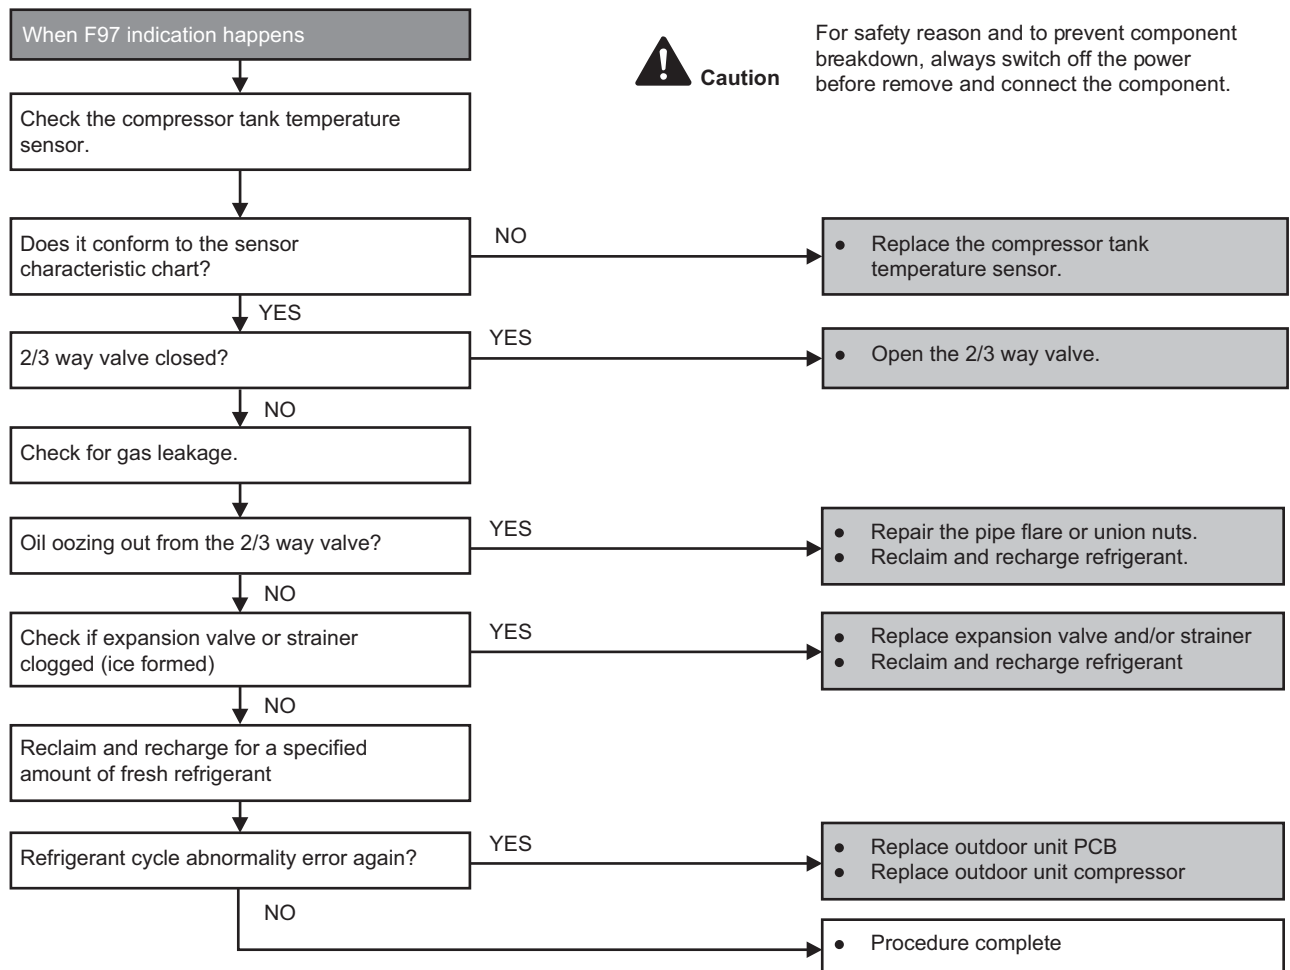 When F97 indication happens
Caution
For safety reason and to prevent component
breakdown, always switch off the power
before remove and connect the component.
Check the compressor tank temperature
sensor.
Does it conform to the sensor
characteristic chart?
NO
● Replace the compressor tank
temperature sensor.
YES
2/3 way valve closed?
YES
● Open the 2/3 way valve.
NO
Check for gas leakage.
Oil oozing out from the 2/3 way valve?
YES
● Repair the pipe flare or union nuts.
● Reclaim and recharge refrigerant.
NO
Check if expansion valve or strainer
clogged (ice formed)
YES
● Replace expansion valve and/or strainer
● Reclaim and recharge refrigerant
NO
Reclaim and recharge for a specified
amount of fresh refrigerant
Refrigerant cycle abnormality error again?
YES
● Replace outdoor unit PCB
● Replace outdoor unit compressor
NO
● Procedure complete